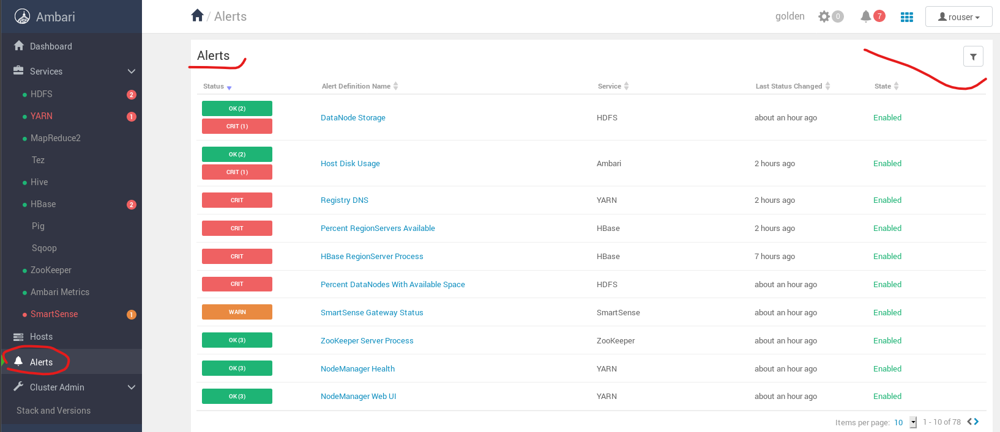 Ambari
/ Alerts
golden 0 7 rouser
Dashboard
Services
HDFS 2
YARN 1
MapReduce2
Tez
Hive
HBase 2
Pig
Sqoop
ZooKeeper
Ambari Metrics
SmartSense 1
Hosts
Alerts
Cluster Admin
Stack and Versions
Alerts
Status Alert Definition Name Service Last Status Changed State
OK (2)
CRIT (1)
DataNode Storage HDFS about an hour ago Enabled
OK (2)
CRIT (1)
Host Disk Usage Ambari 2 hours ago Enabled
CRIT Registry DNS YARN 2 hours ago Enabled
CRIT Percent RegionServers Available HBase 2 hours ago Enabled
CRIT HBase RegionServer Process HBase 7 hours ago Enabled
CRIT Percent DataNodes With Available Space HDFS about an hour ago Enabled
WARN SmartSense Gateway Status SmartSense about an hour ago Enabled
OK (3) ZooKeeper Server Process ZooKeeper about an hour ago Enabled
OK (3) NodeManager Health YARN about an hour ago Enabled
OK (3) NodeManager Web UI YARN about an hour ago Enabled
Items per page: 10 1 - 10 of 78